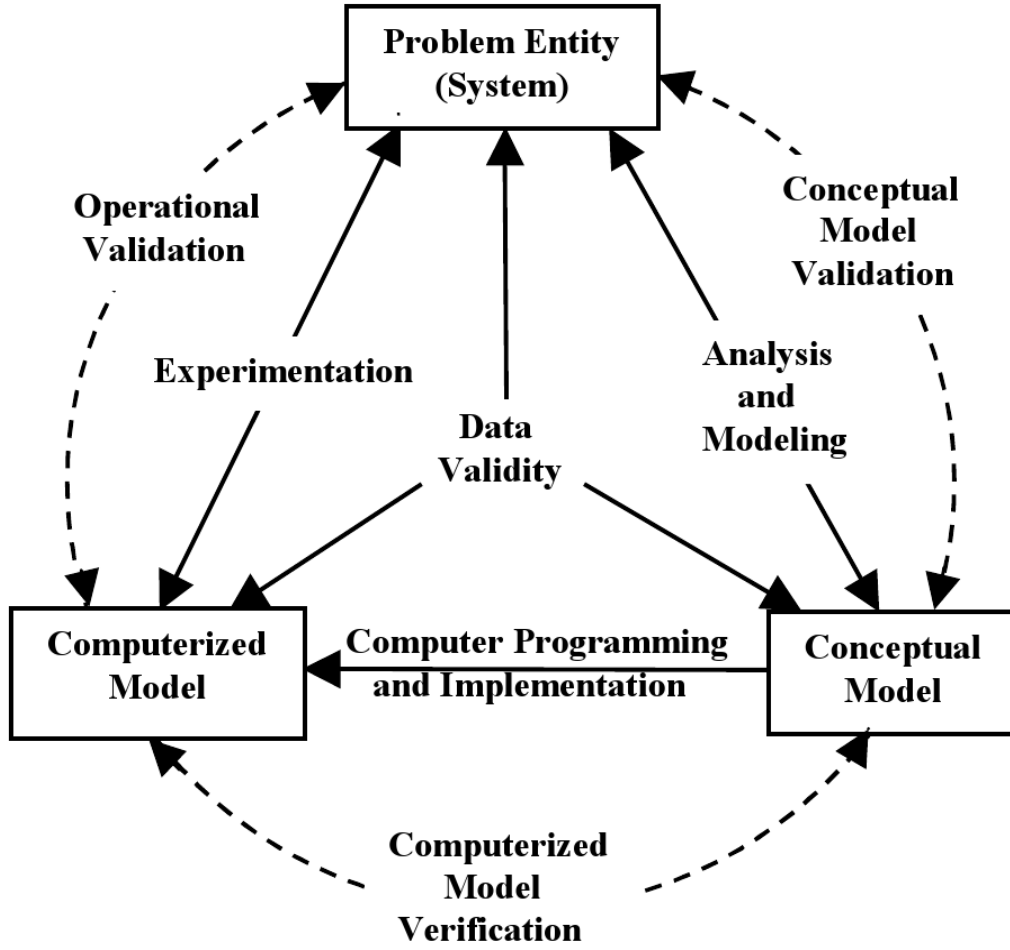 Problem Entity
(System)
Operational
Validation
Conceptual
Model
Validation
Experimentation
Analysis
and
Modeling
Data
Validity
Computerized
Model
Computer Programming
and Implementation
Conceptual
Model
Computerized
Model
Verification